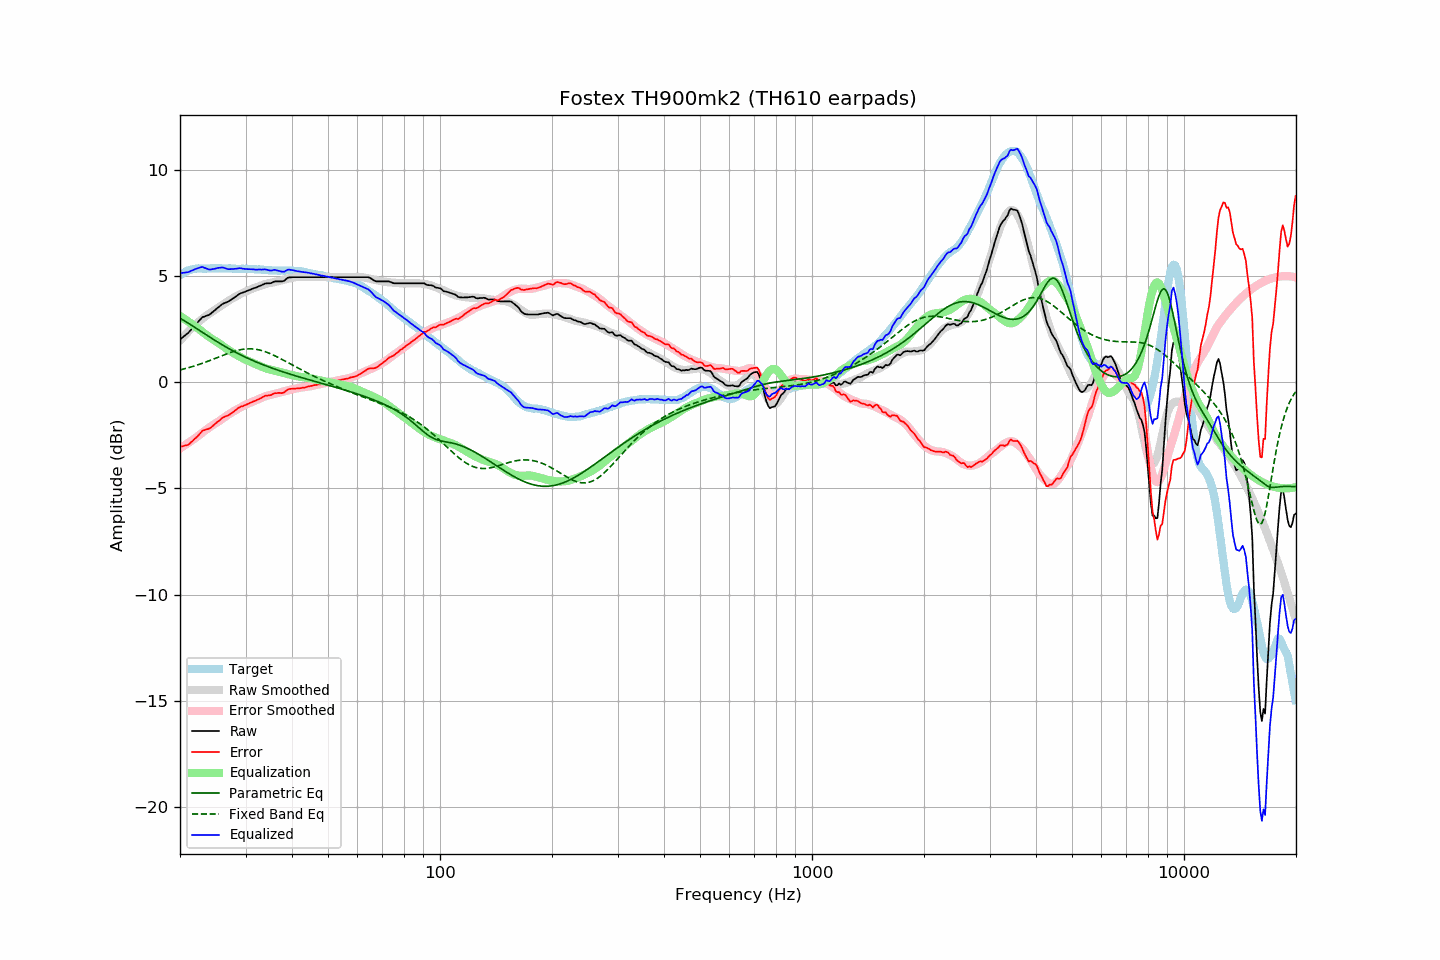 Fostex TH900mk2 (TH610 earpads)
Amplitude (dBr)
10
5
0
−5
−10
−15
−20
Target
Raw Smoothed
Error Smoothed
Raw
Error
Equalization
Parametric Eq
Fixed Band Eq
Equalized
100
1000
10000
Frequency (Hz)